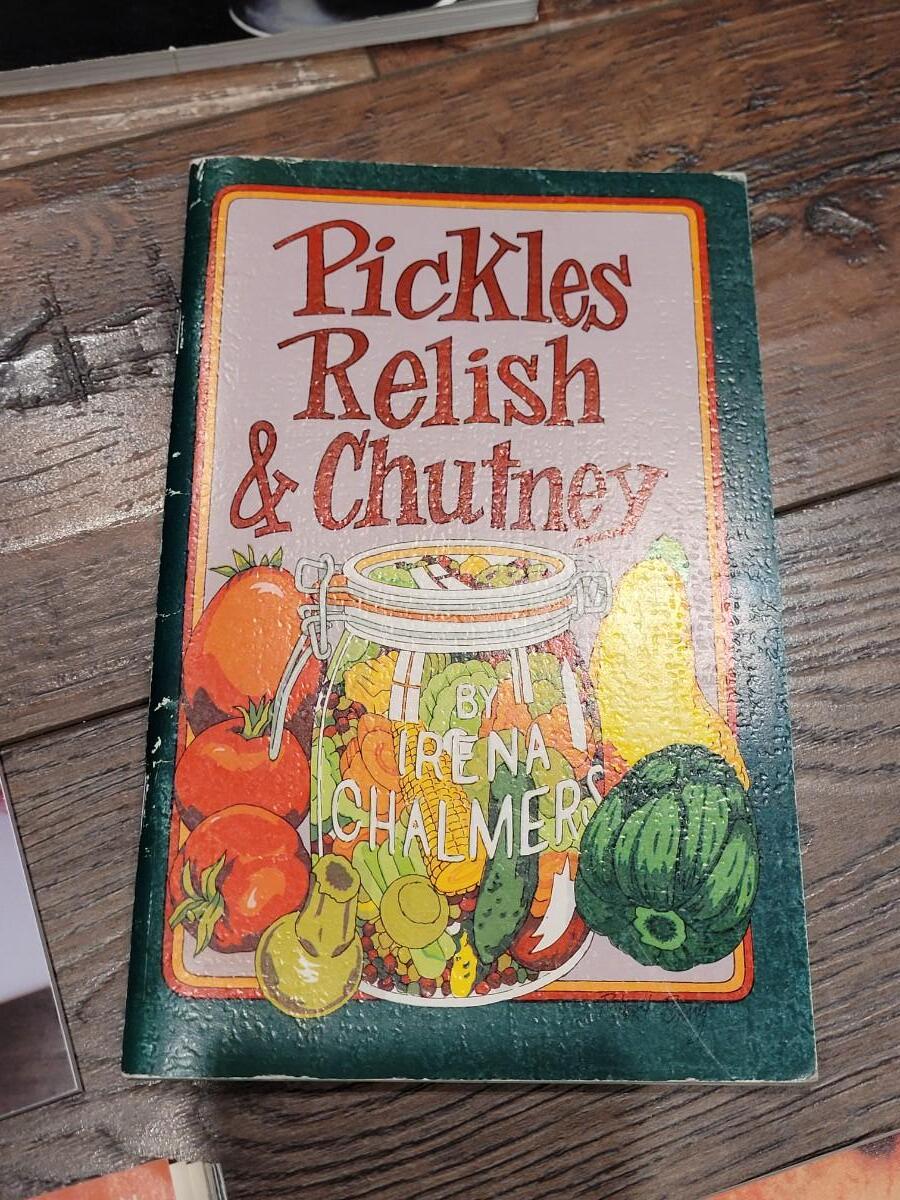 Pickles
Relish
& Chutney
BY
IRENA
CHALMERS